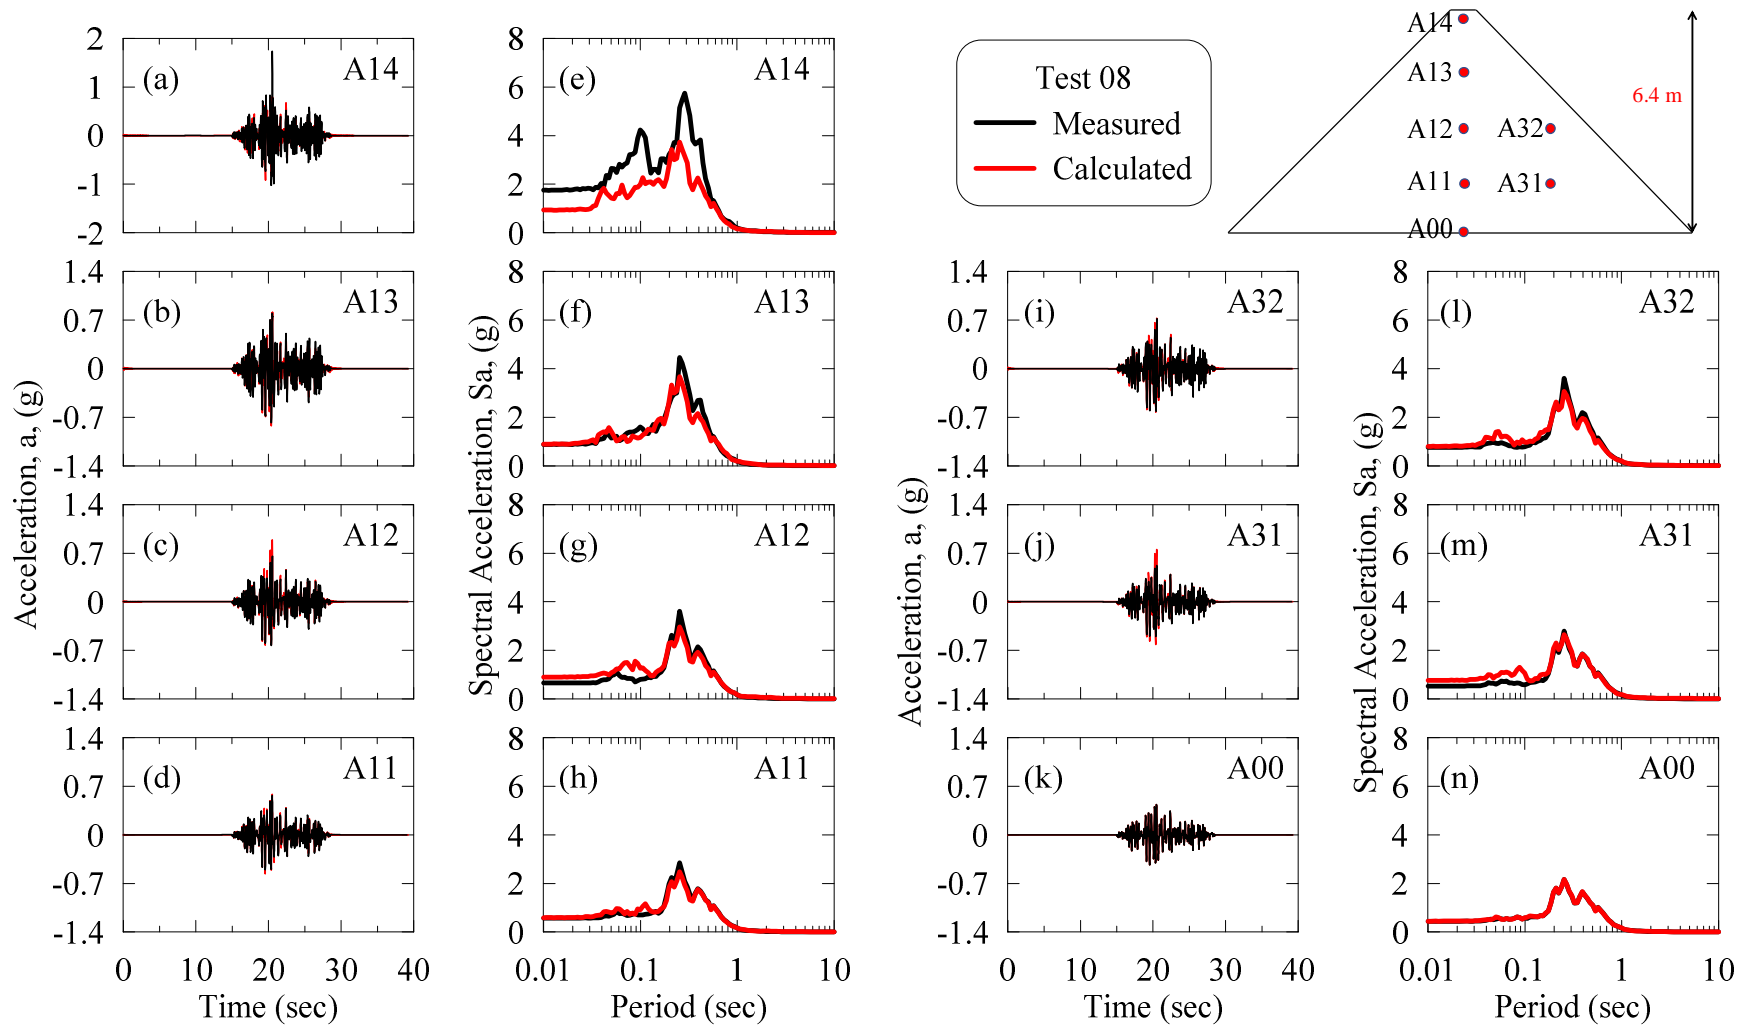 2
1
0
-1
-2
(a)
A14
8
6
4
2
0
(e)
A14
Test 08
Measured
Calculated
A14
A13
A12
A32
A11
A31
A00
6.4 m
1.4
0.7
0
-0.7
-1.4
(b)
A13
8
6
4
2
0
(f)
A13
1.4
0.7
0
-0.7
-1.4
(i)
A32
8
6
4
2
0
(l)
A32
1.4
0.7
0
-0.7
-1.4
(c)
A12
8
6
4
2
0
(g)
A12
1.4
0.7
0
-0.7
-1.4
(j)
A31
8
6
4
2
0
(m)
A31
1.4
0.7
0
-0.7
-1.4
(d)
A11
8
6
4
2
0
(h)
A11
1.4
0.7
0
-0.7
-1.4
(k)
A00
8
6
4
2
0
(n)
A00
0 10 20 30 40
0.01 0.1 1 10
0 10 20 30 40
0.01 0.1 1 10
Time (sec)
Period (sec)
Time (sec)
Period (sec)
Acceleration, a, (g)
Spectral Acceleration, Sa, (g)
Acceleration, a, (g)
Spectral Acceleration, Sa, (g)